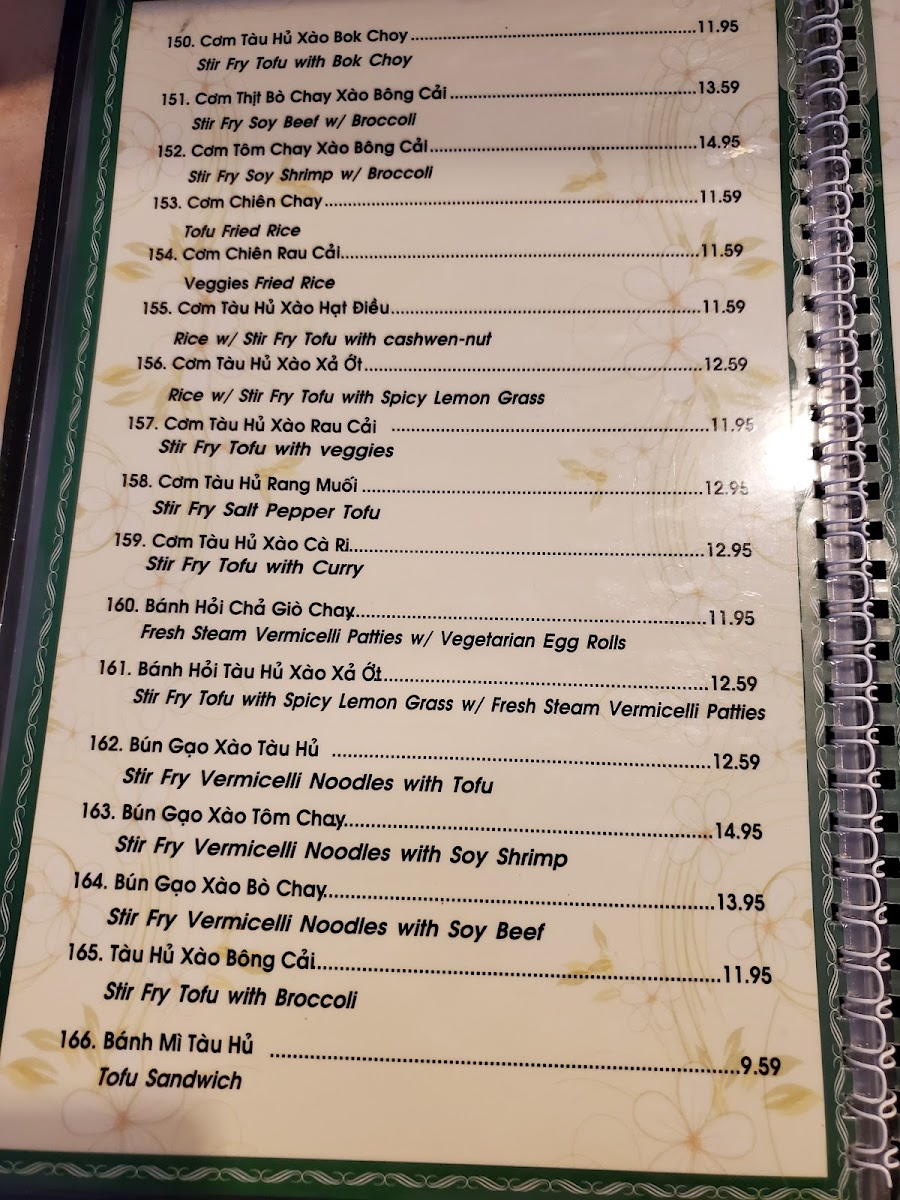 150. Cơm Tàu Hủ Xào Bok Choy 11.95
Stir Fry Tofu with Bok Choy
151. Cơm Thịt Bò Chay Xào Bông Cải 13.59
Stir Fry Soy Beef w/ Broccoli
152. Cơm Tôm Chay Xào Bông Cải 14.95
Stir Fry Soy Shrimp w/ Broccoli
153. Cơm Chiên Chay 11.59
Tofu Fried Rice
154. Cơm Chiên Rau Cải 11.59
Veggies Fried Rice
155. Cơm Tàu Hủ Xào Hạt Điều 11.59
Rice w/ Stir Fry Tofu with cashwen-nut
156. Cơm Tàu Hủ Xào Xả Ớt 12.59
Rice w/ Stir Fry Tofu with Spicy Lemon Grass
157. Cơm Tàu Hủ Xào Rau Cải 11.95
Stir Fry Tofu with veggies
158. Cơm Tàu Hủ Rang Muối 12.95
Stir Fry Salt Pepper Tofu
159. Cơm Tàu Hủ Xào Cà Ri 12.95
Stir Fry Tofu with Curry
160. Bánh Hỏi Chả Giò Chay 11.95
Fresh Steam Vermicelli Patties w/ Vegetarian Egg Rolls
161. Bánh Hỏi Tàu Hủ Xào Xả Ớt 12.59
Stir Fry Tofu with Spicy Lemon Grass w/ Fresh Steam Vermicelli Patties
162. Bún Gạo Xào Tàu Hủ 12.59
Stir Fry Vermicelli Noodles with Tofu
163. Bún Gạo Xào Tôm Chay 14.95
Stir Fry Vermicelli Noodles with Soy Shrimp
164. Bún Gạo Xào Bò Chay 13.95
Stir Fry Vermicelli Noodles with Soy Beef
165. Tàu Hủ Xào Bông Cải 11.95
Stir Fry Tofu with Broccoli
166. Bánh Mì Tàu Hủ 9.59
Tofu Sandwich